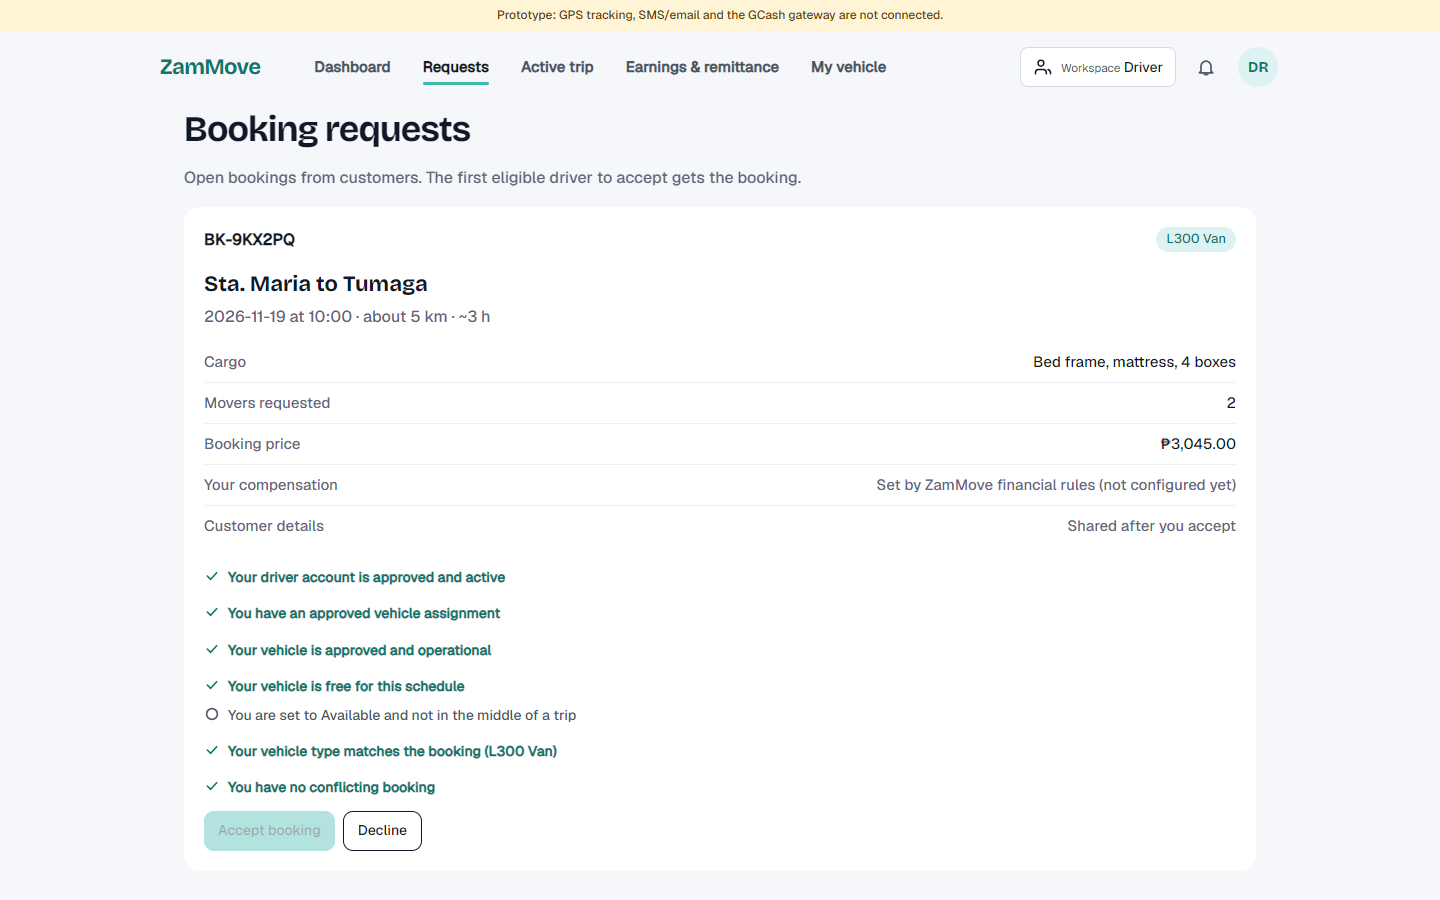 Prototype: GPS tracking, SMS/email and the GCash gateway are not connected.
ZamMove
Dashboard
Requests
Active trip
Earnings & remittance
My vehicle
Workspace Driver
DR
Booking requests
Open bookings from customers. The first eligible driver to accept gets the booking.
BK-9KX2PQ
L300 Van
Sta. Maria to Tumaga
2026-11-19 at 10:00 · about 5 km · ~3 h
Cargo
Bed frame, mattress, 4 boxes
Movers requested
2
Booking price
₱3,045.00
Your compensation
Set by ZamMove financial rules (not configured yet)
Customer details
Shared after you accept
Your driver account is approved and active
You have an approved vehicle assignment
Your vehicle is approved and operational
Your vehicle is free for this schedule
You are set to Available and not in the middle of a trip
Your vehicle type matches the booking (L300 Van)
You have no conflicting booking
Accept booking
Decline